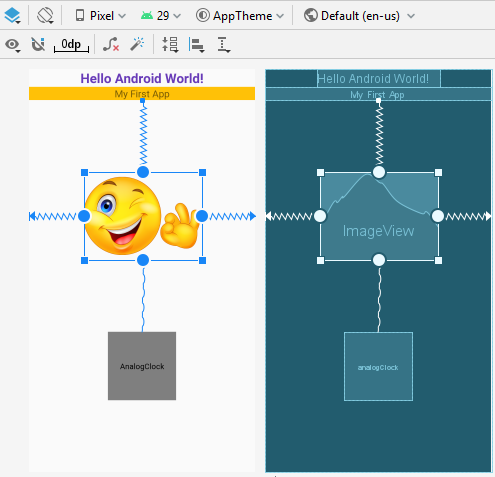 Pixel 29 AppTheme Default (en-us)
0dp
Hello Android World!
My First App
AnalogClock
Hello Android World!
My First App
ImageView
analogClock